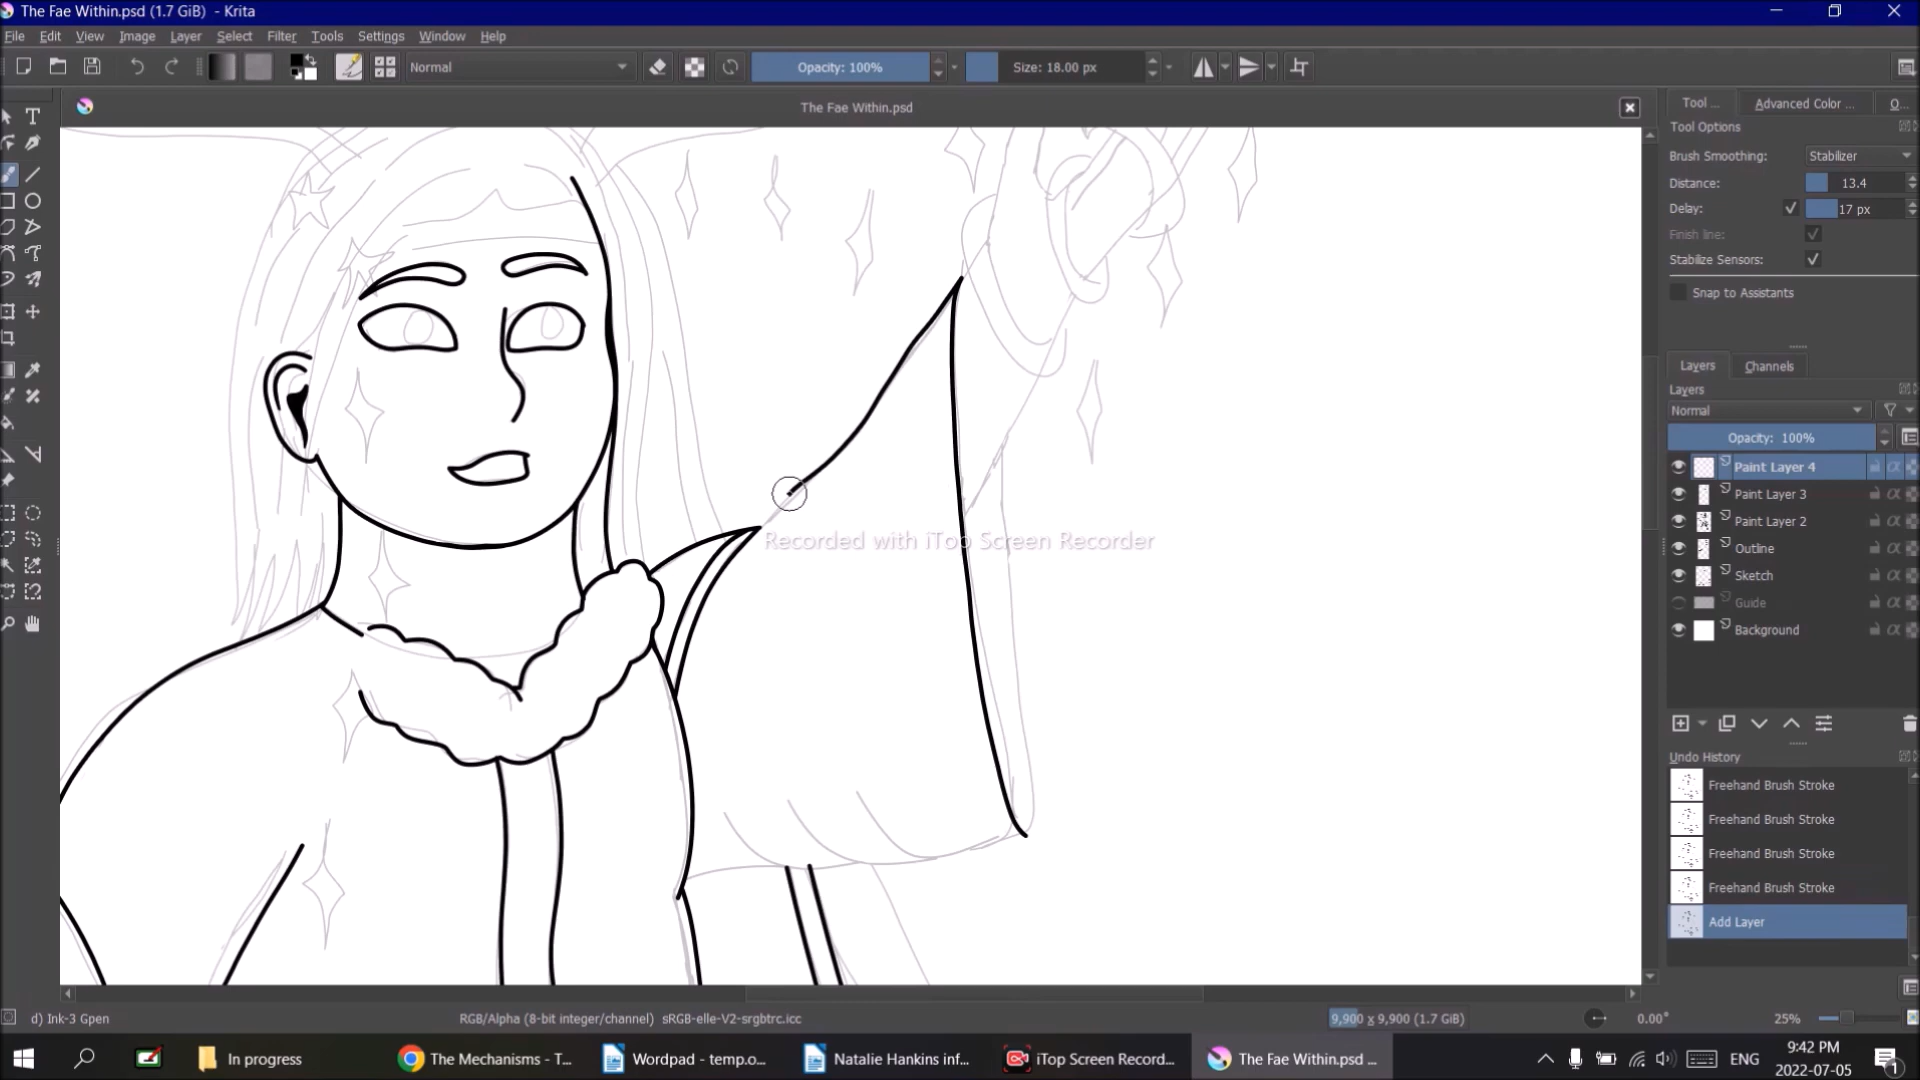 The Fae Within.psd (1.7 GiB) - Krita
File Edit View Image Layer Select Filter Tools Settings Window Help
Normal Opacity: 100% Size: 18.00 px
The Fae Within.psd
Tool ... Advanced Color ... O...
Tool Options
Brush Smoothing: Stabilizer
Distance: 13.4
Delay: 17 px
Finish line:
Stabilize Sensors:
Snap to Assistants
Layers Channels
Layers
Normal
Opacity: 100%
Paint Layer 4
Paint Layer 3
Paint Layer 2
Outline
Sketch
Guide
Background
Recorded with iTop Screen Recorder
Undo History
Freehand Brush Stroke
Freehand Brush Stroke
Freehand Brush Stroke
Freehand Brush Stroke
Add Layer
d) Ink-3 Gpen RGB/Alpha (8-bit integer/channel) sRGB-elle-V2-srgbtrc.icc 9,900 x 9,900 (1.7 GiB) 0.00° 25%
In progress The Mechanisms - T... Wordpad - temp.o... Natalie Hankins inf... iTop Screen Record... The Fae Within.psd ... ENG 9:42 PM
2022-07-05 1